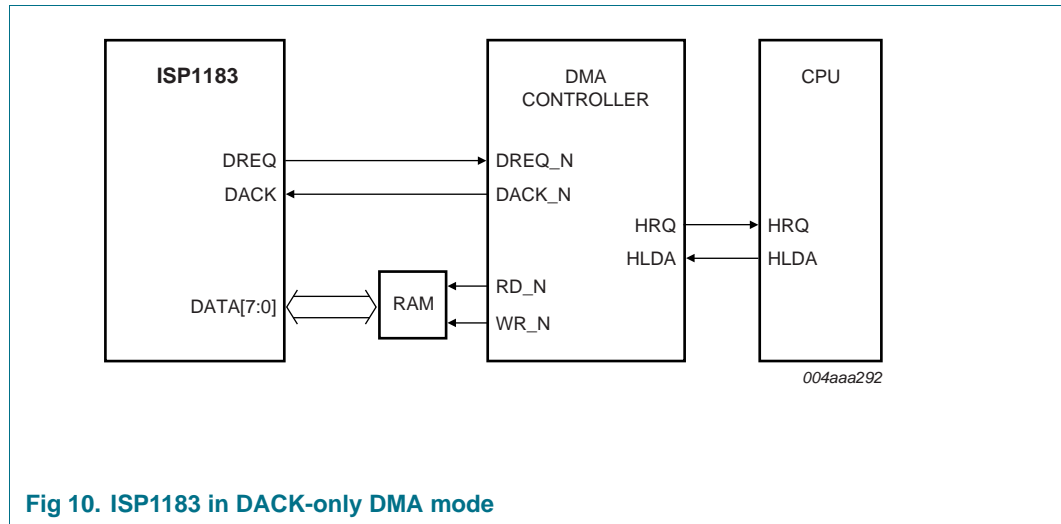 ISP1183
DREQ
DACK
DATA[7:0]
RAM
DMA
CONTROLLER
DREQ_N
DACK_N
HRQ
HLDA
RD_N
WR_N
CPU
HRQ
HLDA
004aaa292
Fig 10. ISP1183 in DACK-only DMA mode